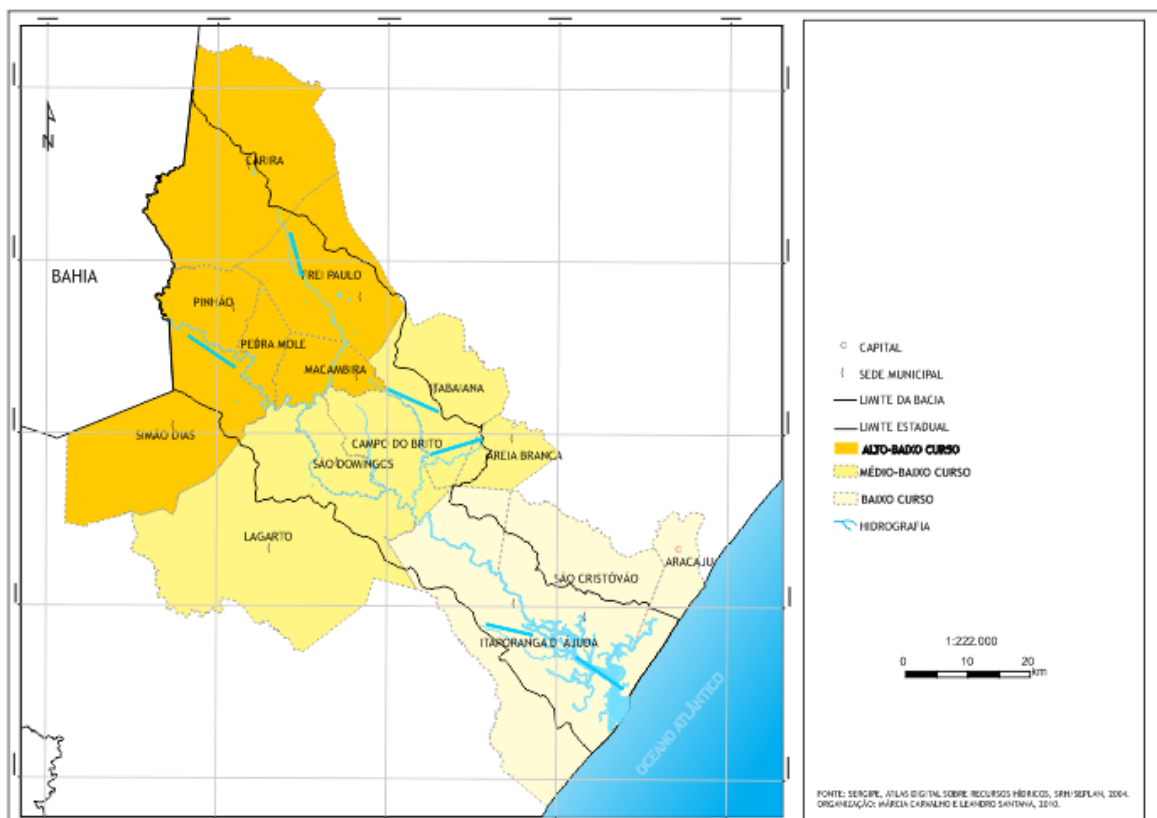 N
CARIRA
BAHIA
FREI PAULO
PINHÃO
PEDRA MOLE
MACAMBIRA
ITABAIANA
SIMÃO DIAS
CAMPO DO BRITO
AREIA BRANCA
SÃO DOMINGOS
LAGARTO
ARACAJU
SÃO CRISTÓVÃO
ITAPORANGA D´AJUDA
OCEANO ATLÂNTICO
CAPITAL
SEDE MUNICIPAL
LIMITE DA BACIA
LIMITE ESTADUAL
ALTO-BAIXO CURSO
MÉDIO-BAIXO CURSO
BAIXO CURSO
HIDROGRAFIA
1:222.000
0 10 20
km
FONTE: SERGIPE, ATLAS DIGITAL SOBRE RECURSOS HÍDRICOS, SRH/SEPLAN, 2004.
ORGANIZAÇÃO: MÁRCIA CARVALHO E LEANDRO SANTANA, 2010.